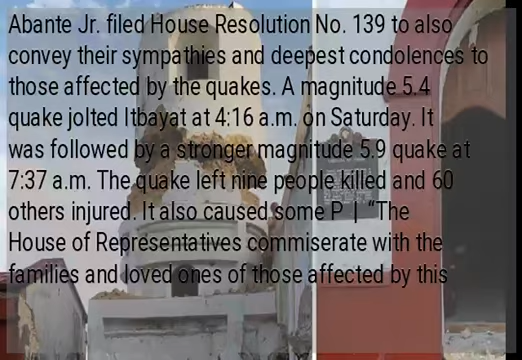 Abante Jr. filed House Resolution No. 139 to also
convey their sympathies and deepest condolences to
those affected by the quakes. A magnitude 5.4
quake jolted Itbayat at 4:16 a.m. on Saturday. It
was followed by a stronger magnitude 5.9 quake at
7:37 a.m. The quake left nine people killed and 60
others injured. It also caused some P | “The
House of Representatives commiserate with the
families and loved ones of those affected by this